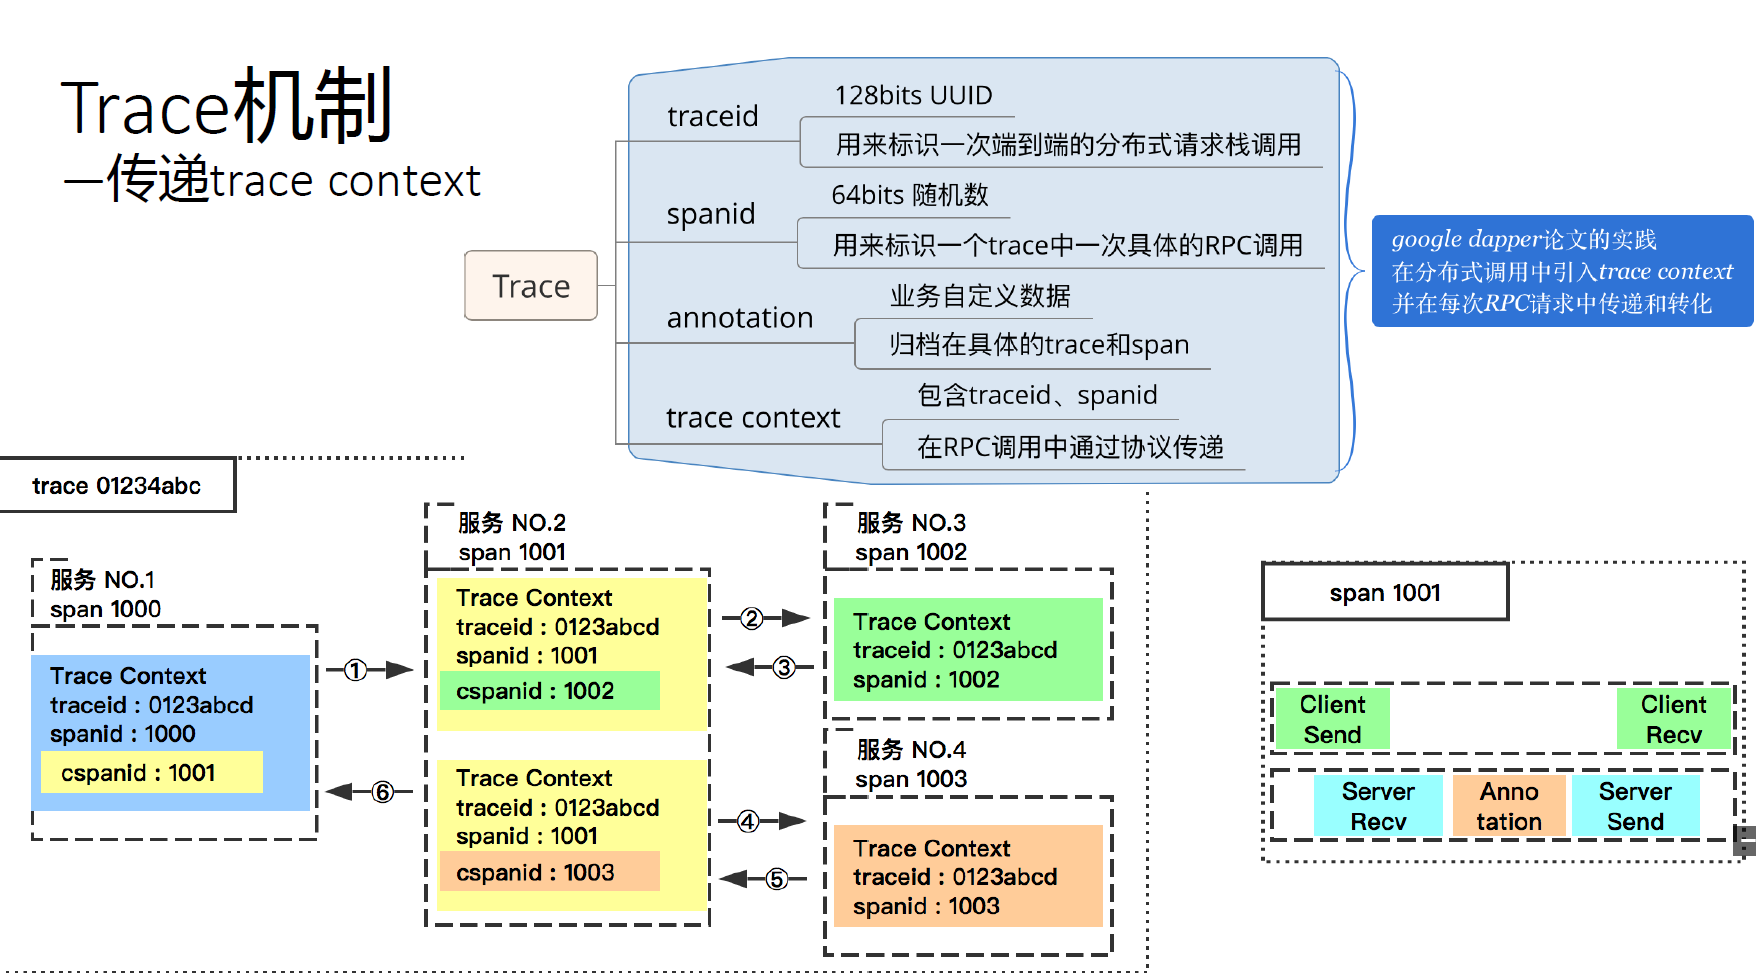 Trace机制
—传递trace context
Trace
traceid
128bits UUID
用来标识一次端到端的分布式请求栈调用
spanid
64bits 随机数
用来标识一个trace中一次具体的RPC调用
annotation
业务自定义数据
归档在具体的trace和span
trace context
包含traceid、spanid
在RPC调用中通过协议传递
google dapper论文的实践
在分布式调用中引入trace context
并在每次RPC请求中传递和转化
trace 01234abc
服务 NO.1
span 1000
Trace Context
traceid : 0123abcd
spanid : 1000
cspanid : 1001
①
⑥
服务 NO.2
span 1001
Trace Context
traceid : 0123abcd
spanid : 1001
cspanid : 1002
Trace Context
traceid : 0123abcd
spanid : 1001
cspanid : 1003
②
③
④
⑤
服务 NO.3
span 1002
Trace Context
traceid : 0123abcd
spanid : 1002
服务 NO.4
span 1003
Trace Context
traceid : 0123abcd
spanid : 1003
span 1001
Client
Send
Client
Recv
Server
Recv
Anno
tation
Server
Send